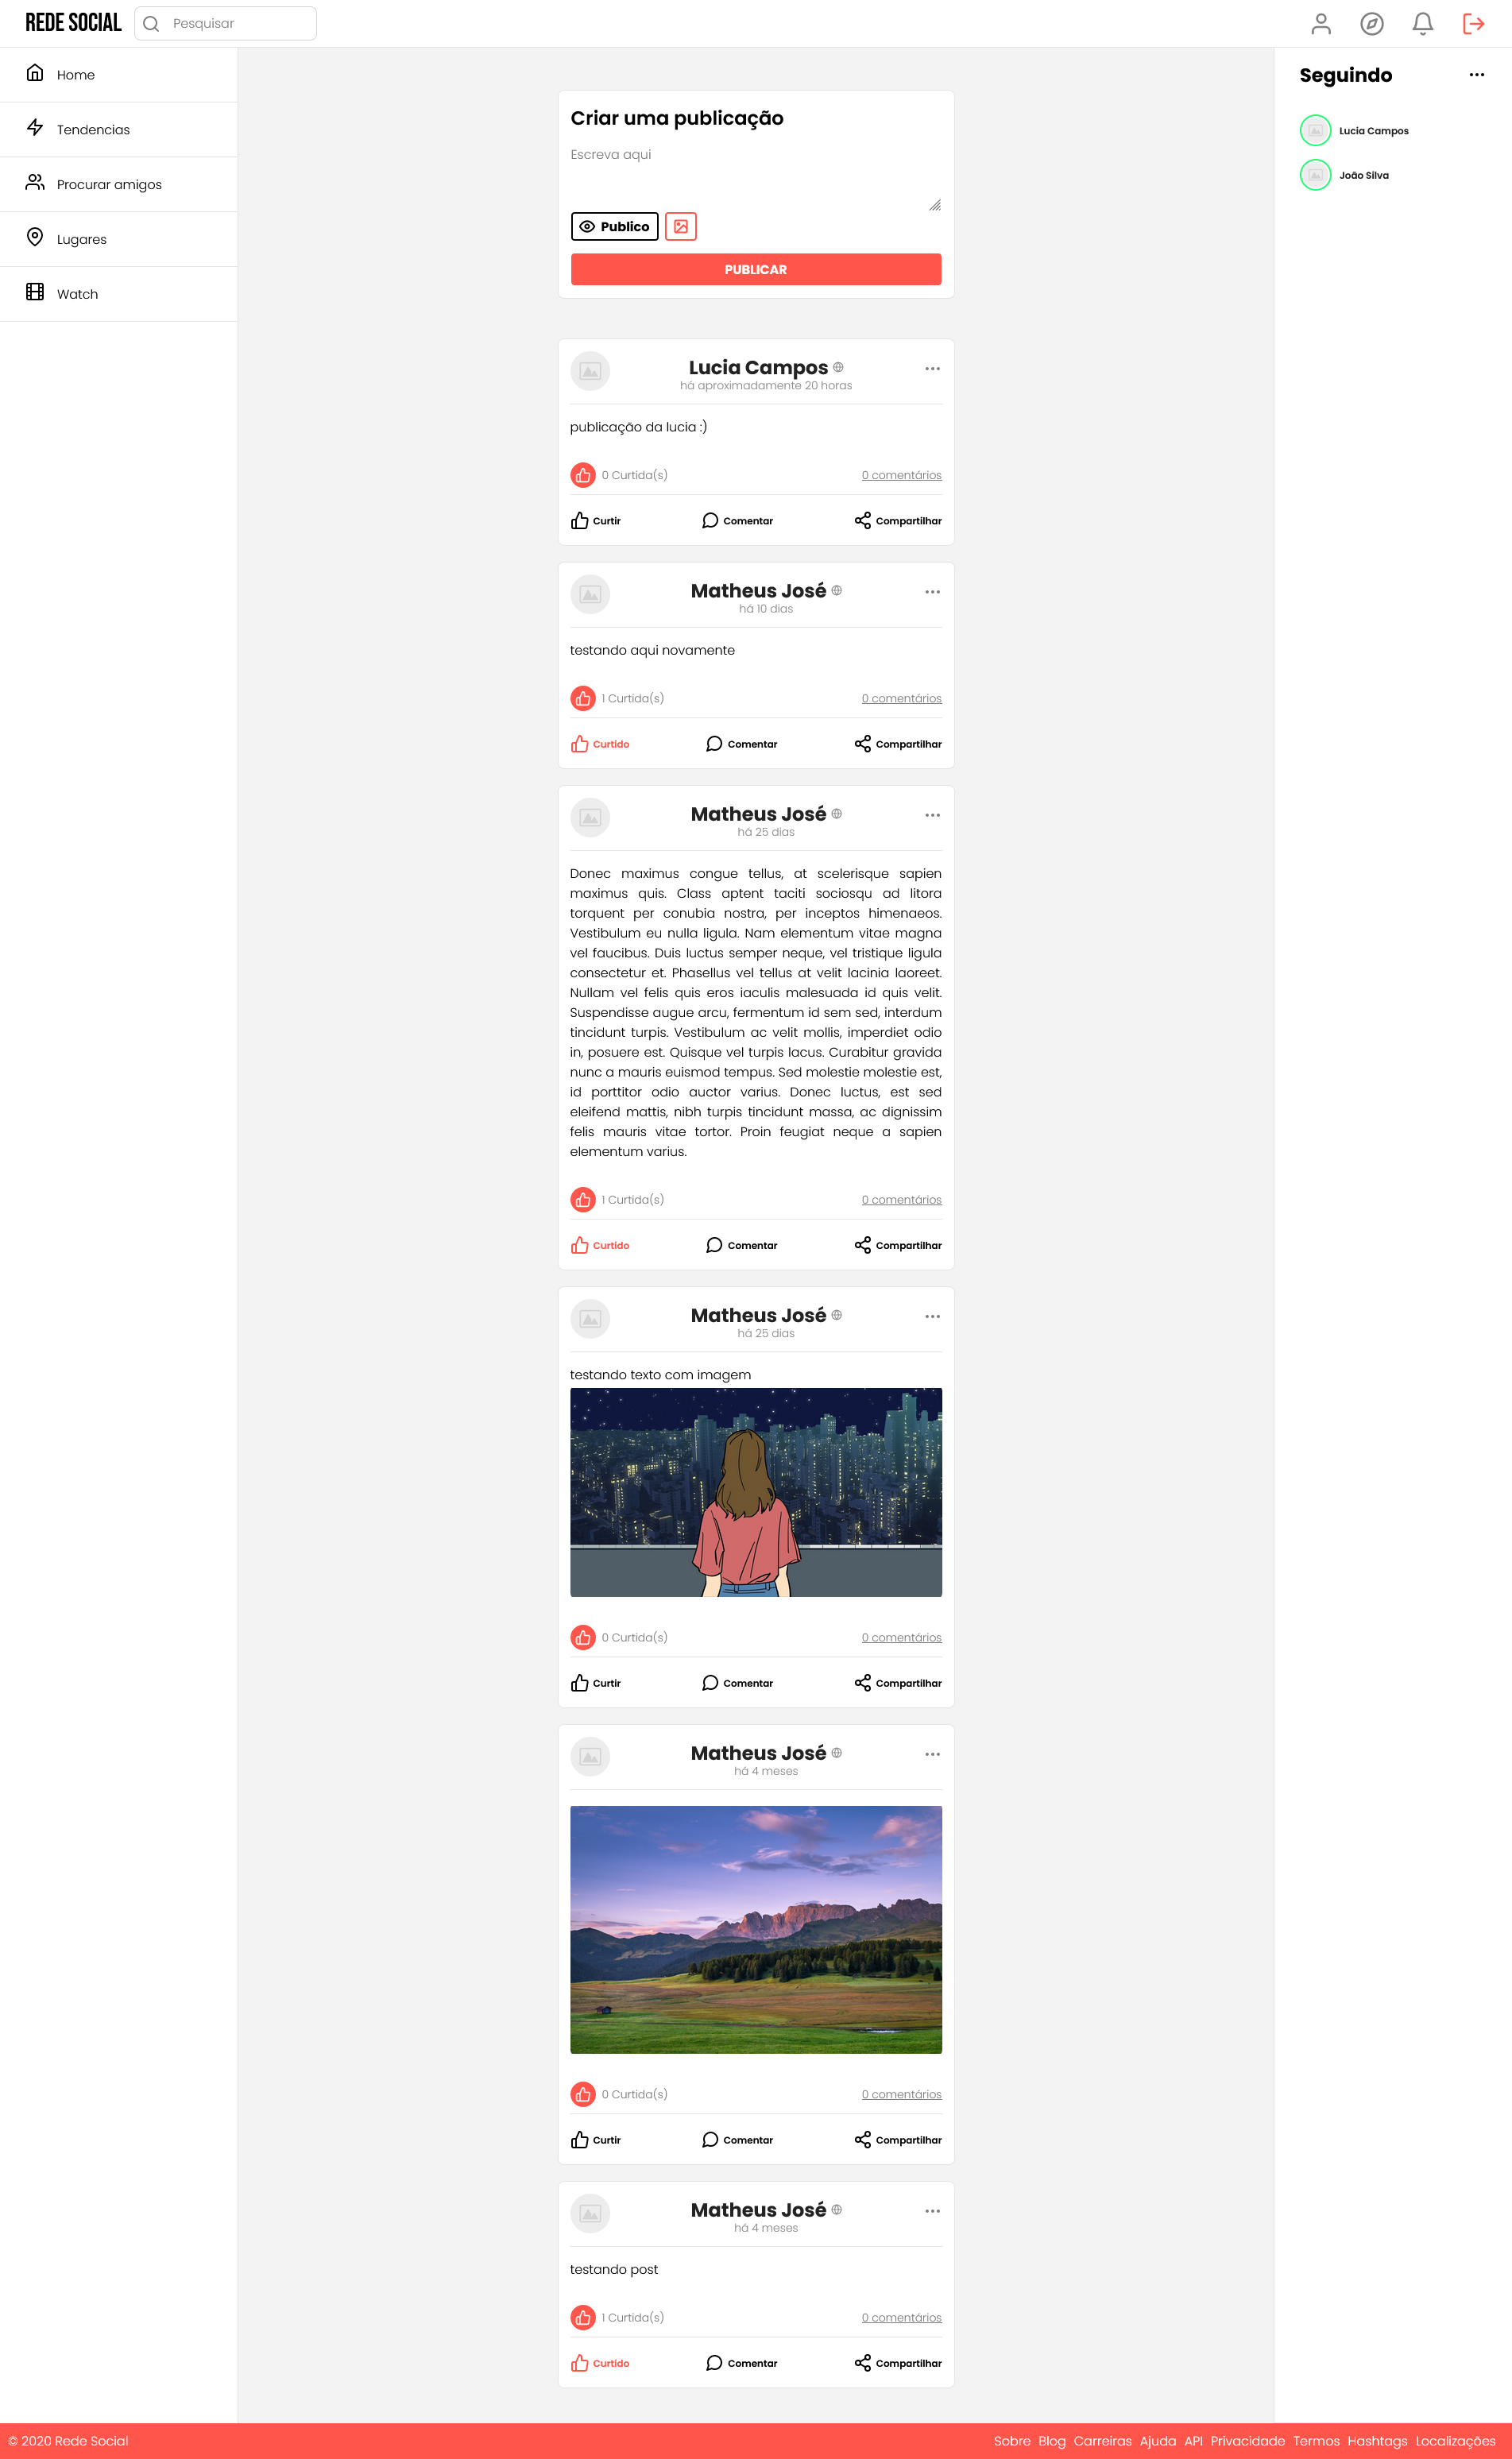 REDE SOCIAL
Pesquisar
Home
Tendencias
Procurar amigos
Lugares
Watch
Criar uma publicação
Escreva aqui
Publico
PUBLICAR
Lucia Campos
há aproximadamente 20 horas
publicação da lucia :)
0 Curtida(s) 0 comentários
Curtir Comentar Compartilhar
Matheus José
há 10 dias
testando aqui novamente
1 Curtida(s) 0 comentários
Curtido Comentar Compartilhar
Matheus José
há 25 dias
Donec maximus congue tellus, at scelerisque sapien
maximus quis. Class aptent taciti sociosqu ad litora
torquent per conubia nostra, per inceptos himenaeos.
Vestibulum eu nulla ligula. Nam elementum vitae magna
vel faucibus. Duis luctus semper neque, vel tristique ligula
consectetur et. Phasellus vel tellus at velit lacinia laoreet.
Nullam vel felis quis eros iaculis malesuada id quis velit.
Suspendisse augue arcu, fermentum id sem sed, interdum
tincidunt turpis. Vestibulum ac velit mollis, imperdiet odio
in, posuere est. Quisque vel turpis lacus. Curabitur gravida
nunc a mauris euismod tempus. Sed molestie molestie est,
id porttitor odio auctor varius. Donec luctus, est sed
eleifend mattis, nibh turpis tincidunt massa, ac dignissim
felis mauris vitae tortor. Proin feugiat neque a sapien
elementum varius.
1 Curtida(s) 0 comentários
Curtido Comentar Compartilhar
Matheus José
há 25 dias
testando texto com imagem
0 Curtida(s) 0 comentários
Curtir Comentar Compartilhar
Matheus José
há 4 meses
0 Curtida(s) 0 comentários
Curtir Comentar Compartilhar
Matheus José
há 4 meses
testando post
1 Curtida(s) 0 comentários
Curtido Comentar Compartilhar
Seguindo
Lucia Campos
João Silva
© 2020 Rede Social
Sobre Blog Carreiras Ajuda API Privacidade Termos Hashtags Localizações